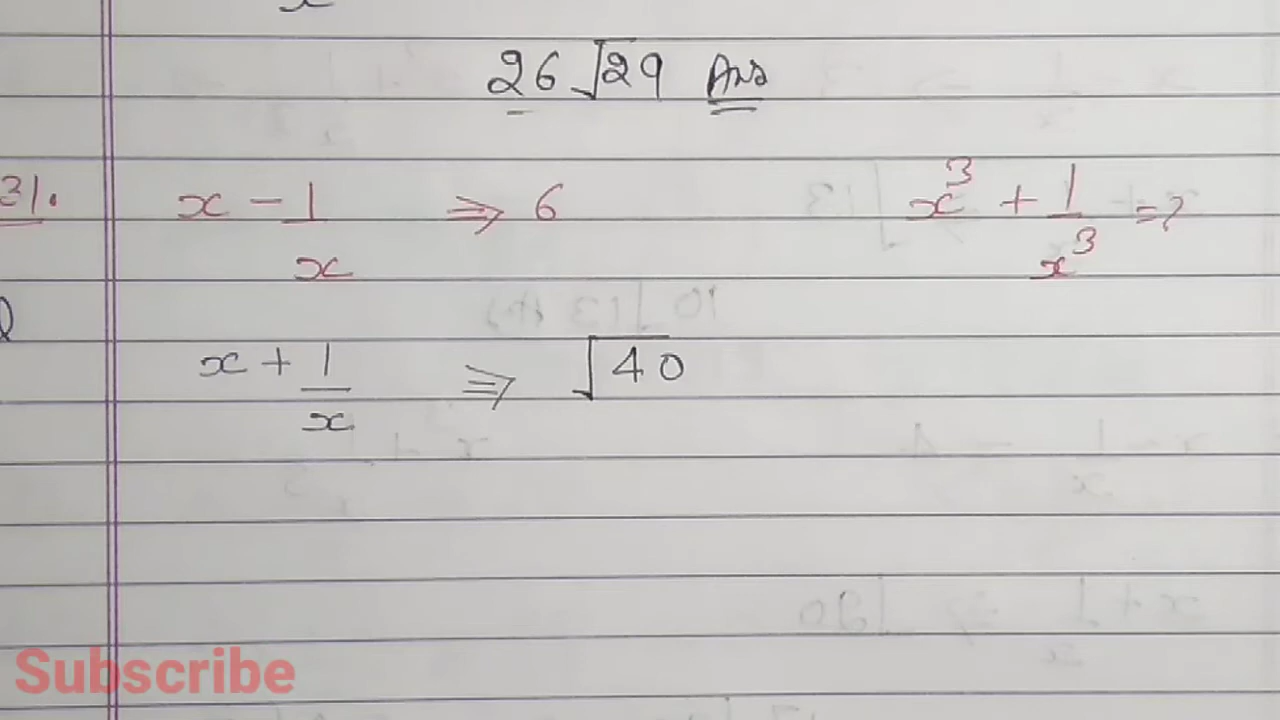 26√29 Ans
31. x - 1/x ⇒ 6 x³ + 1/x³ = ?
x + 1/x ⇒ √40
Subscribe